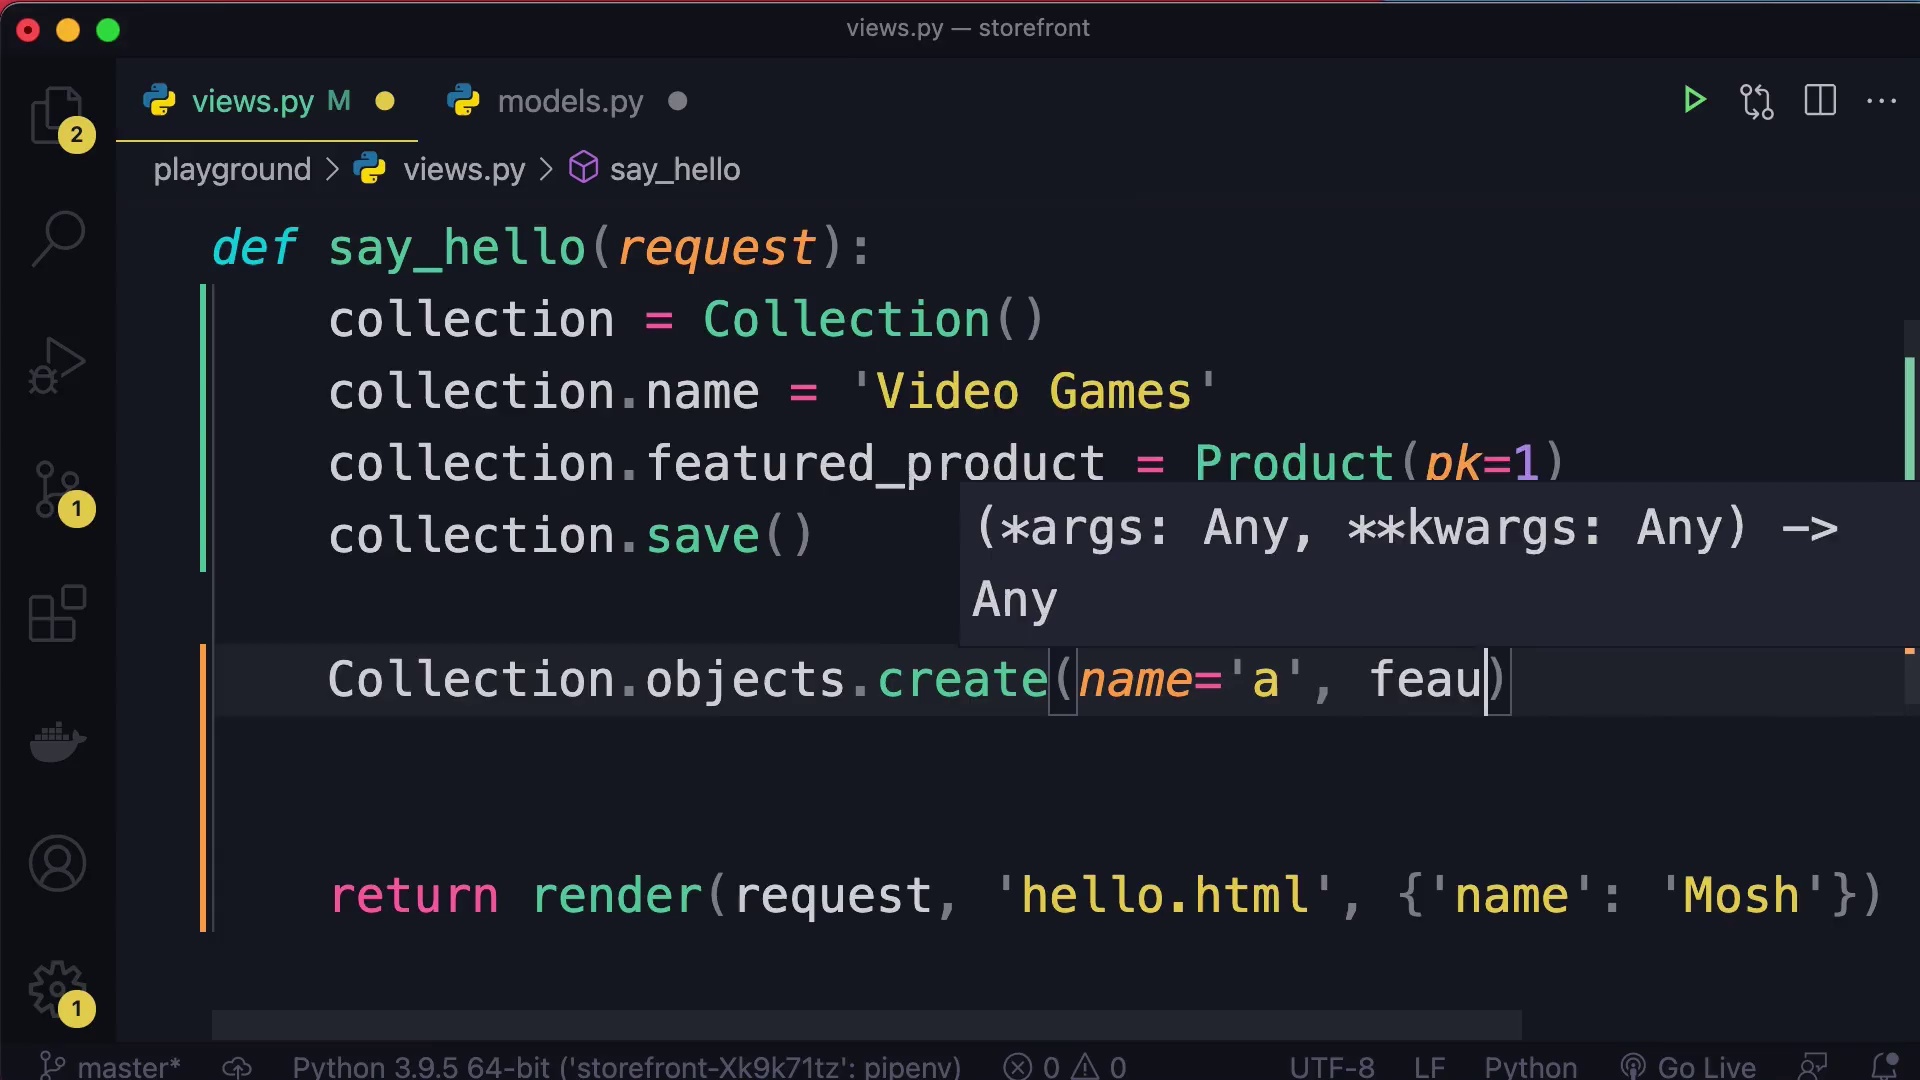 views.py — storefront
views.py M
models.py
2
playground > views.py > say_hello
def say_hello(request):
collection = Collection()
collection.name = 'Video Games'
collection.featured_product = Product(pk=1)
collection.save()
(*args: Any, **kwargs: Any) —>
Any
1
Collection.objects.create(name='a', feau)
return render(request, 'hello.html', {'name': 'Mosh'})
1
master* Python 3.9.5 64-bit ('storefront-Xk9k71tz': pipenv) 0 0 UTF-8 LF Python Go Live